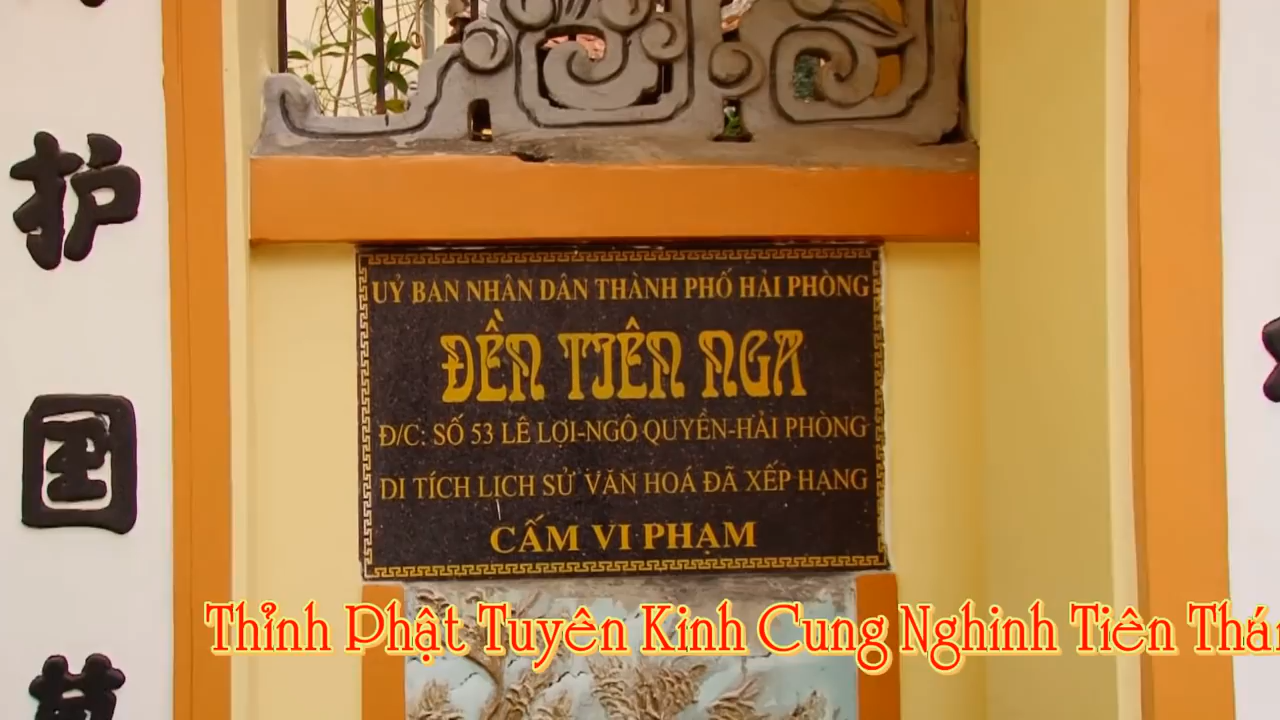 护
国
UỶ BAN NHÂN DÂN THÀNH PHỐ HẢI PHÒNG
ĐỀN TIÊN NGA
Đ/C: SỐ 53 LÊ LỢI-NGÔ QUYỀN-HẢI PHÒNG
DI TÍCH LỊCH SỬ VĂN HOÁ ĐÃ XẾP HẠNG
CẤM VI PHẠM
Thỉnh Phật Tuyên Kinh Cung Nghinh Tiên